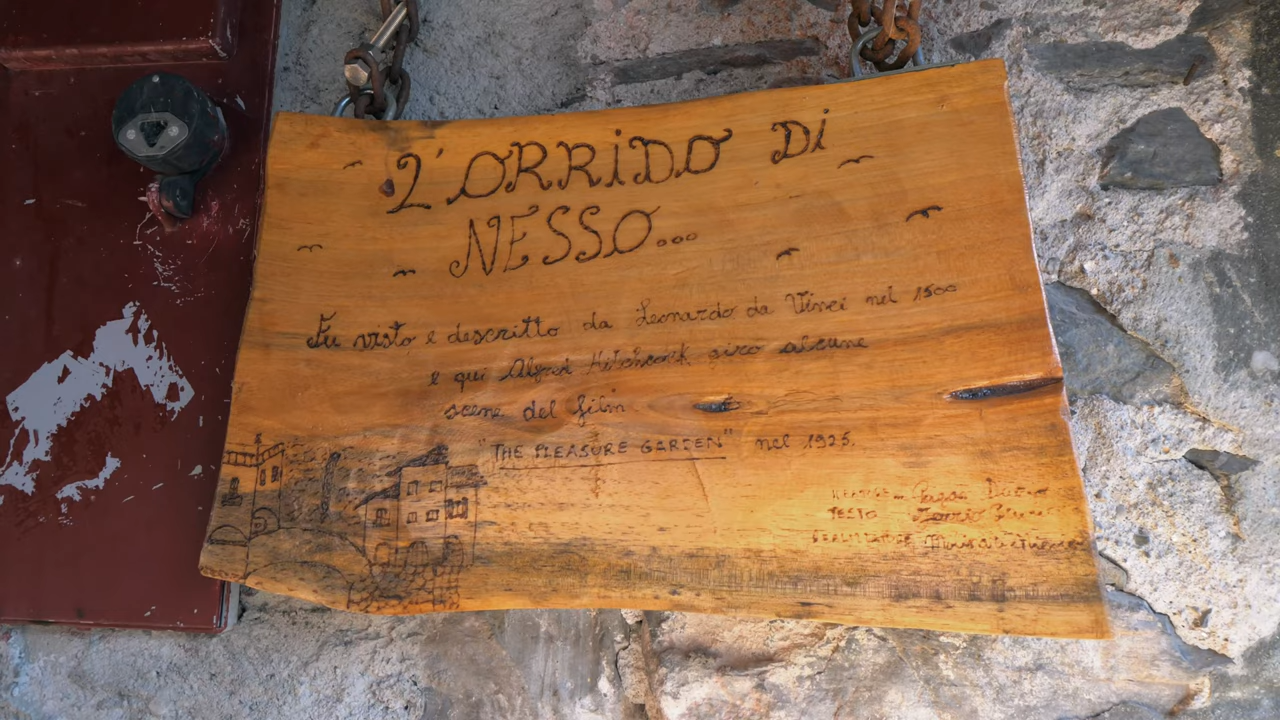 L'ORRIDO DI
NESSO...
Fu visto e descritto da Leonardo da Vinci nel 1500
e qui Alfred Hitchcock girò alcune
scene del film
"THE PLEASURE GARDEN" nel 1925.
TESTO